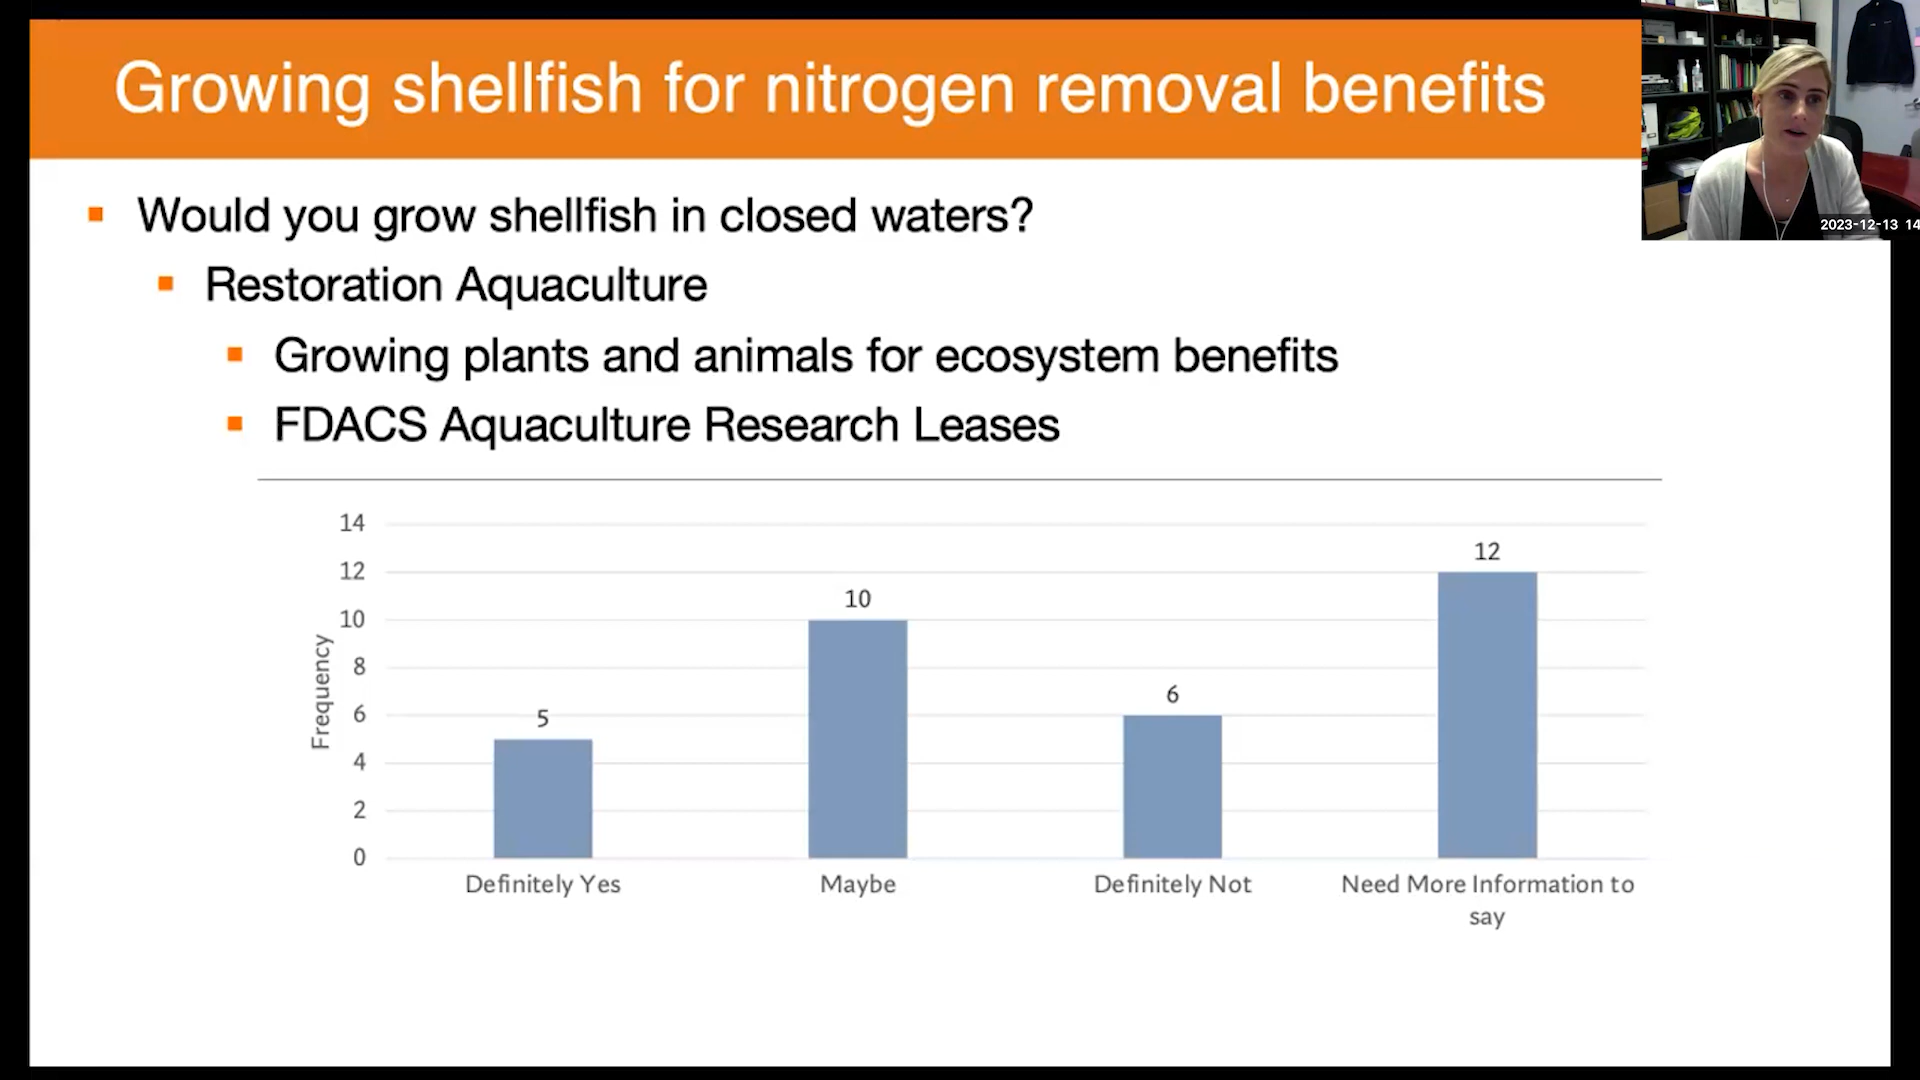 Growing shellfish for nitrogen removal benefits
2023-12-13 14
Would you grow shellfish in closed waters?
Restoration Aquaculture
Growing plants and animals for ecosystem benefits
FDACS Aquaculture Research Leases
Frequency
14
12
10
8
6
4
2
0
5
10
6
12
Definitely Yes
Maybe
Definitely Not
Need More Information to
say